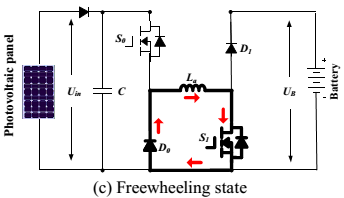 Photovoltaic panel
U_in
C
S_0
D_1
L_a
U_B
Battery
D_0
S_1
(c) Freewheeling state